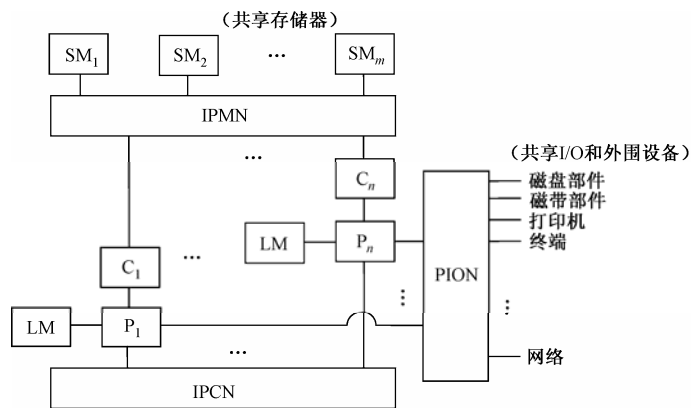 （共享存储器）
SM1 SM2 … SMm
IPMN
…
（共享I/O和外围设备）
Cn
磁盘部件
磁带部件
打印机
终端
LM Pn
PION
C1 …
…
…
LM P1
…
网络
IPCN